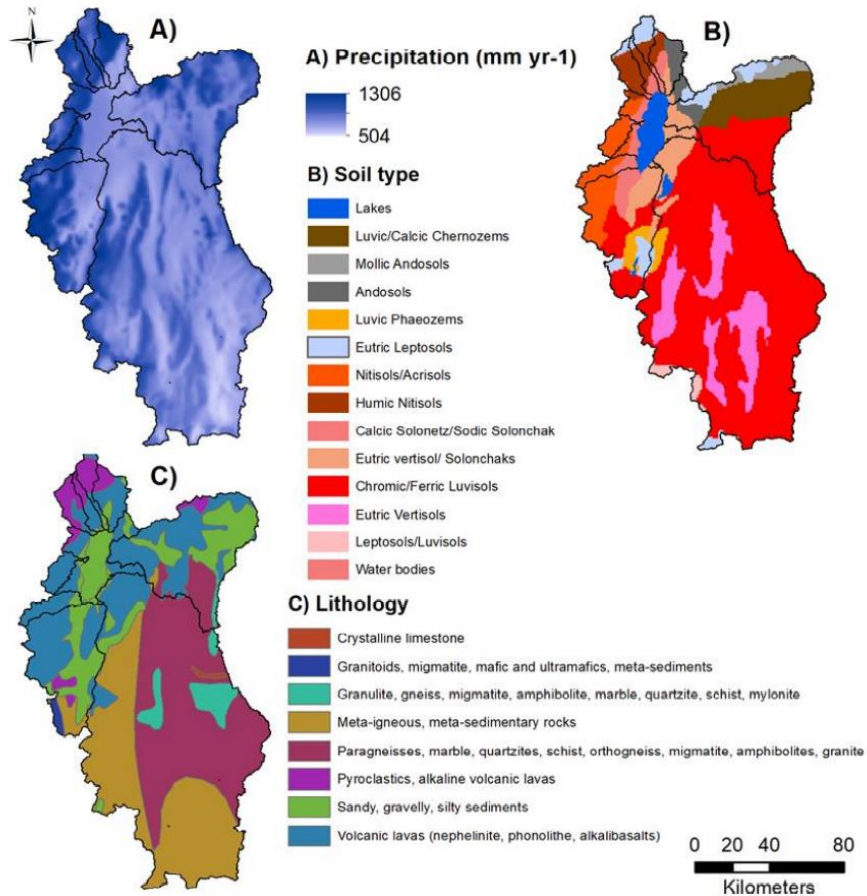 N
A)
B)
A) Precipitation (mm yr-1)
1306
504
B) Soil type
Lakes
Luvic/Calcic Chernozems
Mollic Andosols
Andosols
Luvic Phaeozems
Eutric Leptosols
Nitisols/Acrisols
Humic Nitisols
Calcic Solonetz/Sodic Solonchak
Eutric vertisol/ Solonchaks
Chromic/Ferric Luvisols
Eutric Vertisols
Leptosols/Luvisols
Water bodies
C)
C) Lithology
Crystalline limestone
Granitoids, migmatite, mafic and ultramafics, meta-sediments
Granulite, gneiss, migmatite, amphibolite, marble, quartzite, schist, mylonite
Meta-igneous, meta-sedimentary rocks
Paragneisses, marble, quartzites, schist, orthogneiss, migmatite, amphibolites, granite
Pyroclastics, alkaline volcanic lavas
Sandy, gravelly, silty sediments
Volcanic lavas (nephelinite, phonolithe, alkalibasalts)
0 20 40 80
Kilometers